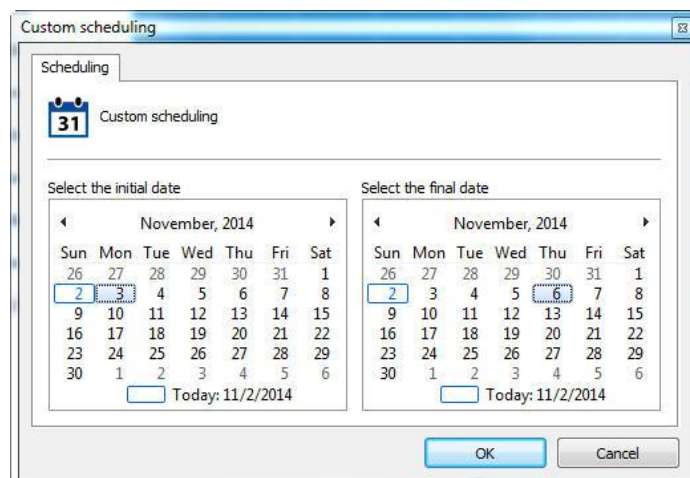 Custom scheduling
Scheduling
31 Custom scheduling
Select the initial date
November, 2014
Sun Mon Tue Wed Thu Fri Sat
26 27 28 29 30 31 1
2 3 4 5 6 7 8
9 10 11 12 13 14 15
16 17 18 19 20 21 22
23 24 25 26 27 28 29
30 1 2 3 4 5 6
Today: 11/2/2014
Select the final date
November, 2014
Sun Mon Tue Wed Thu Fri Sat
26 27 28 29 30 31 1
2 3 4 5 6 7 8
9 10 11 12 13 14 15
16 17 18 19 20 21 22
23 24 25 26 27 28 29
30 1 2 3 4 5 6
Today: 11/2/2014
OK Cancel